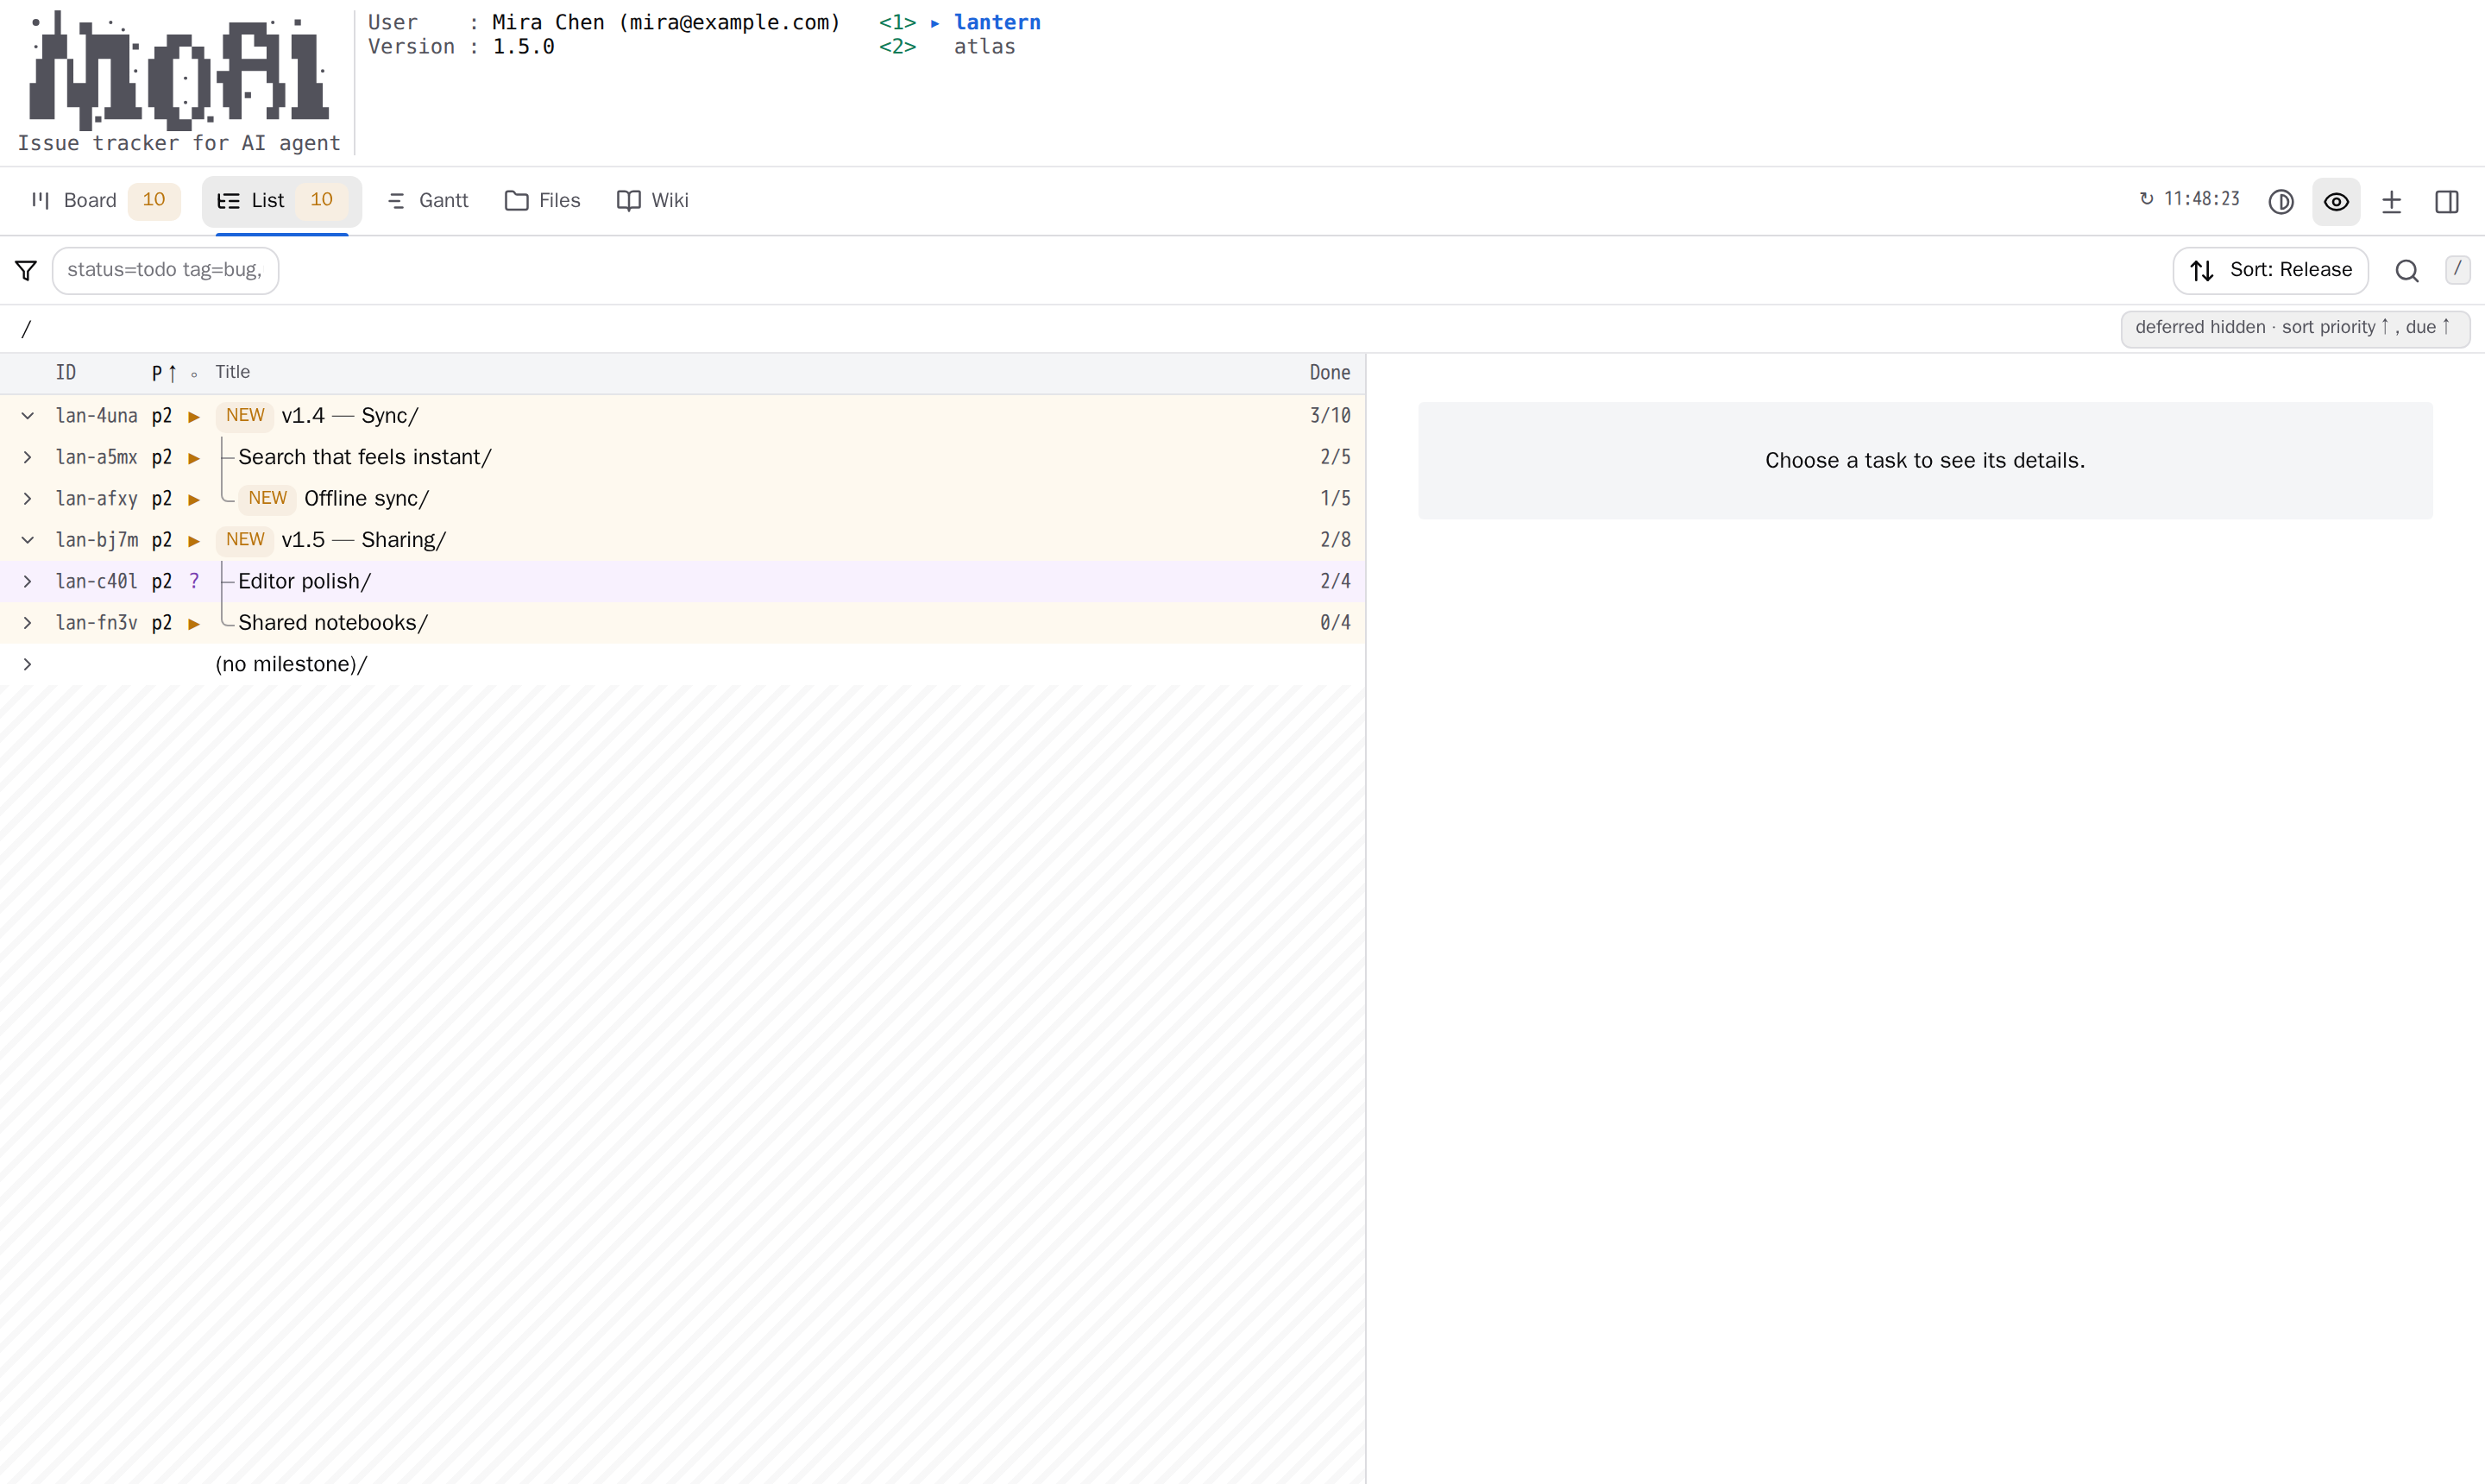 MOAI
Issue tracker for AI agent
User    : Mira Chen (mira@example.com)   <1> ▸ lantern
Version : 1.5.0   <2>   atlas
Board 10 List 10 Gantt Files Wiki ↻ 11:48:23
status=todo tag=bug, Sort: Release /
/ deferred hidden · sort priority ↑, due ↑
ID P↑ ◦ Title Done
lan-4una p2 ▶ NEW v1.4 — Sync/ 3/10
lan-a5mx p2 ▶ Search that feels instant/ 2/5
lan-afxy p2 ▶ NEW Offline sync/ 1/5
lan-bj7m p2 ▶ NEW v1.5 — Sharing/ 2/8
lan-c40l p2 ? Editor polish/ 2/4
lan-fn3v p2 ▶ Shared notebooks/ 0/4
(no milestone)/
Choose a task to see its details.